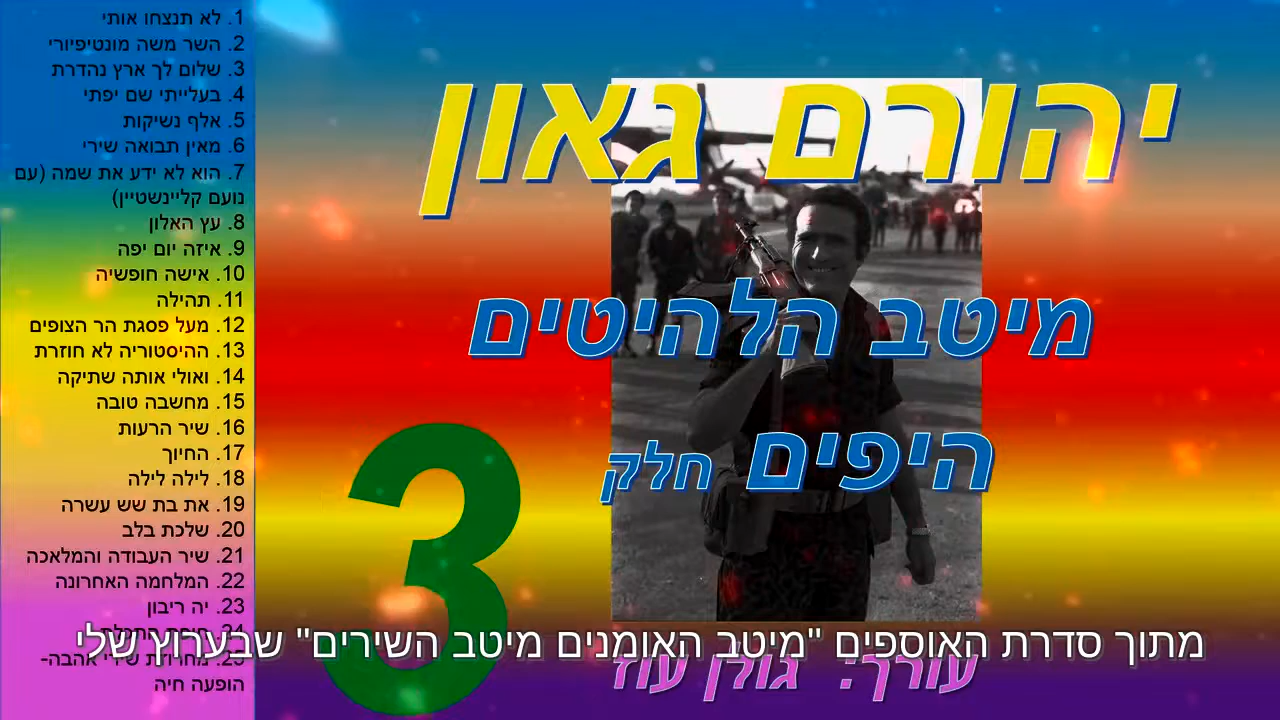 1. לא תנצחו אותי
2. השר משה מונטיפיורי
3. שלום לך ארץ נהדרת
4. בעלייתי שם יפתי
5. אלף נשיקות
6. מאין תבואה שירי
7. הוא לא ידע את שמה (עם
נועם קליינשטיין)
8. עץ האלון
9. איזה יום יפה
10. אישה חופשיה
11. תהילה
12. מעל פסגת הר הצופים
13. ההיסטוריה לא חוזרת
14. ואולי אותה שתיקה
15. מחשבה טובה
16. שיר הרעות
17. החיוך
18. לילה לילה
19. את בת שש עשרה
20. שלכת בלב
21. שיר העבודה והמלאכה
22. המלחמה האחרונה
23. יה ריבון
24.
25. מחרוזת שירי אהבה-
הופעה חיה
יהורם גאון
מיטב הלהיטים
היפים חלק
3
מתוך סדרת האוספים "מיטב האומנים מיטב השירים" שבערוץ שלי
עורך: גולן עוז